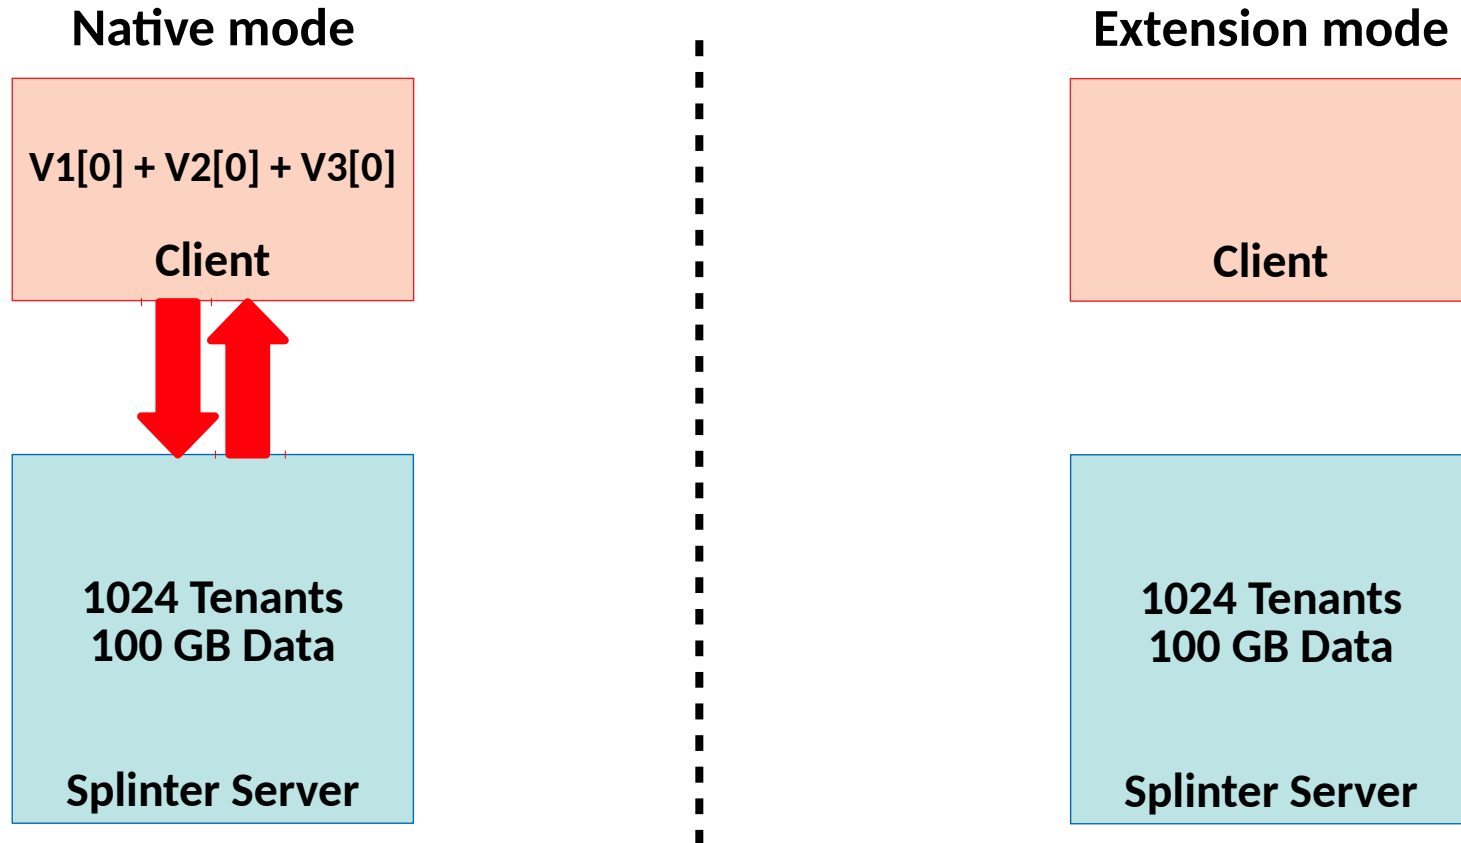 Native mode
V1[0] + V2[0] + V3[0]
Client
1024 Tenants
100 GB Data
Splinter Server
Extension mode
Client
1024 Tenants
100 GB Data
Splinter Server